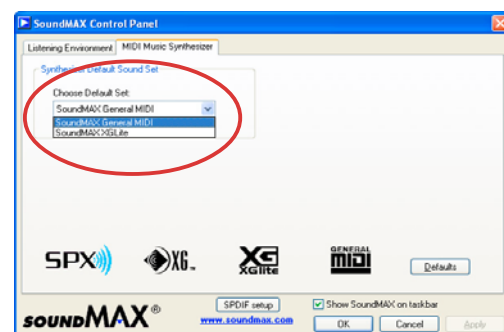 SoundMAX Control Panel
Listening Environment MIDI Music Synthesizer
Synthesizer Default Sound Set
Choose Default Set:
SoundMAX General MIDI
SoundMAX General MIDI
SoundMAX XGLite
SPX XG XG XGlite GENERAL MIDI Defaults
SOUNDMAX® SPDIF setup Show SoundMAX on taskbar
www.soundmax.com OK Cancel Apply